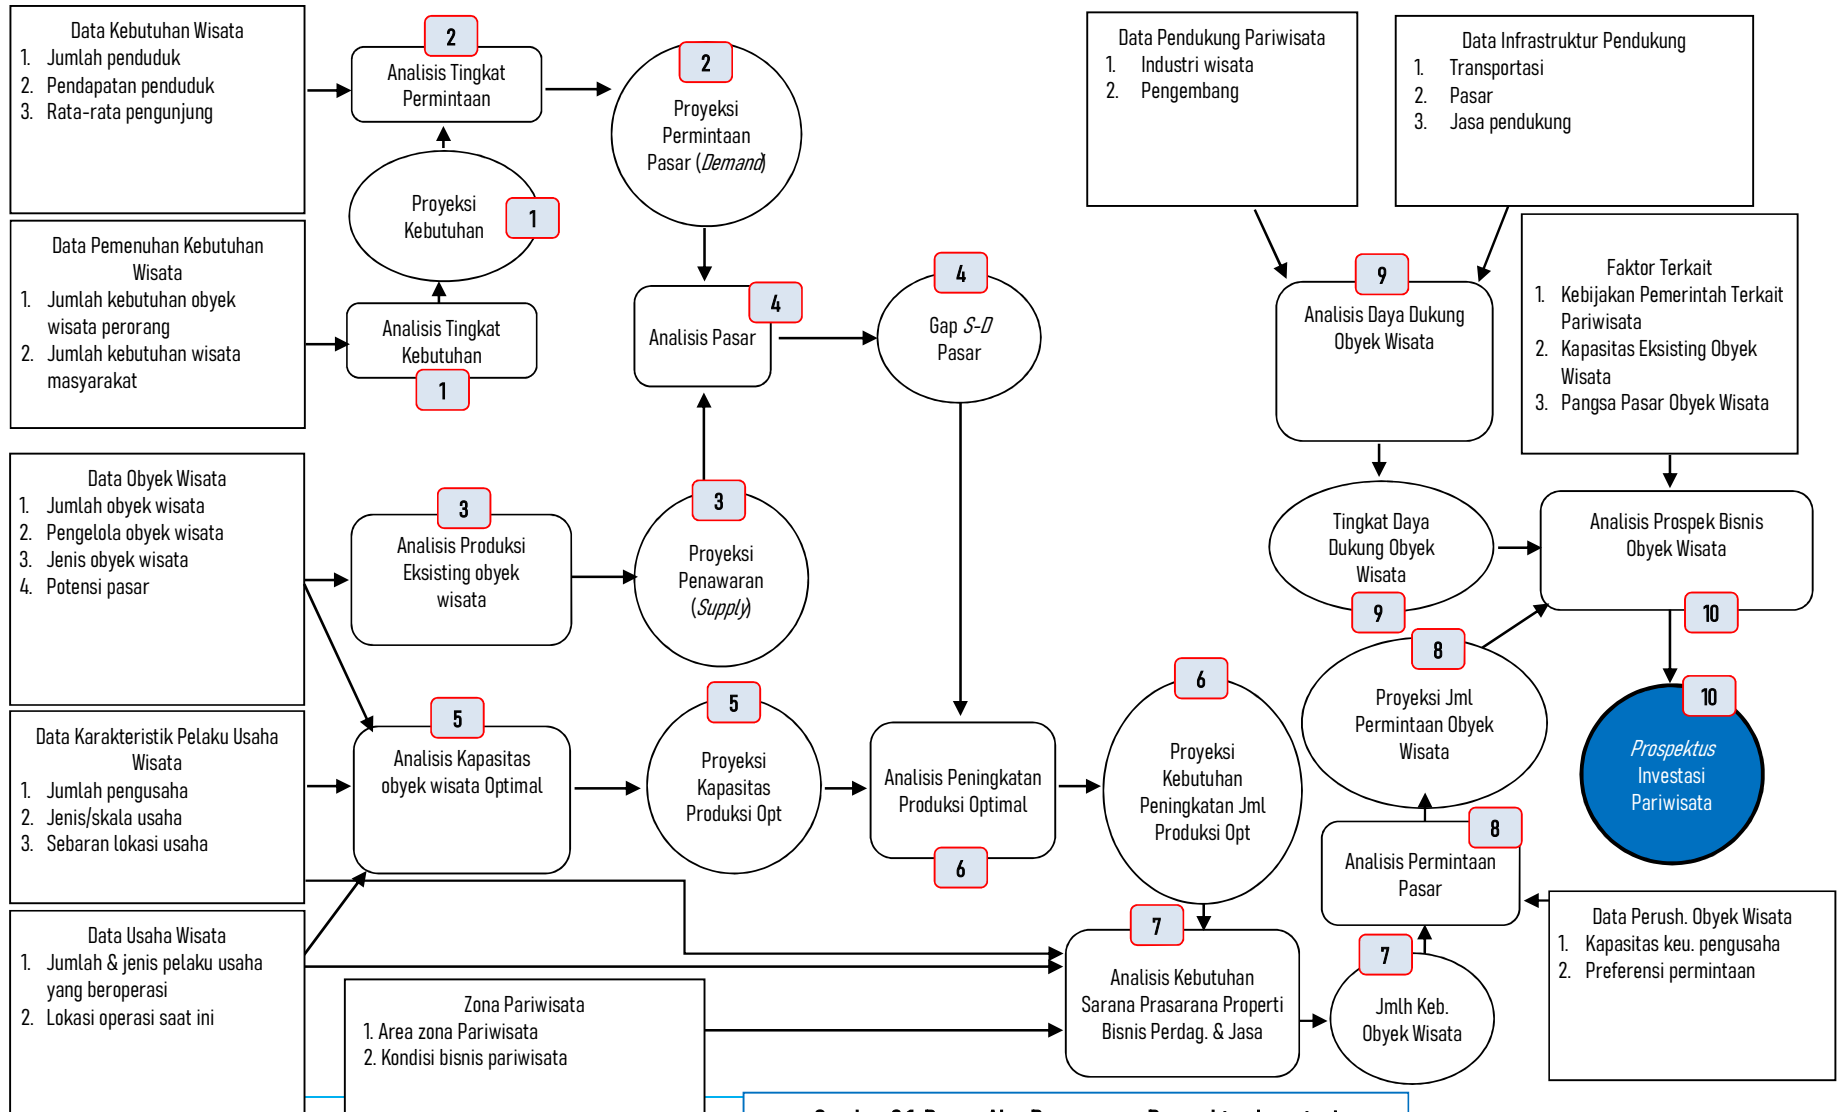 Data Kebutuhan Wisata
1. Jumlah penduduk
2. Pendapatan penduduk
3. Rata-rata pengunjung
2
Analisis Tingkat
Permintaan
2
Proyeksi
Permintaan
Pasar (Demand)
Proyeksi
Kebutuhan
1
Data Pemenuhan Kebutuhan
Wisata
1. Jumlah kebutuhan obyek
wisata perorang
2. Jumlah kebutuhan wisata
masyarakat
Analisis Tingkat
Kebutuhan
1
4
Analisis Pasar
4
Gap S-D
Pasar
Data Pendukung Pariwisata
1. Industri wisata
2. Pengembang
Data Infrastruktur Pendukung
1. Transportasi
2. Pasar
3. Jasa pendukung
9
Analisis Daya Dukung
Obyek Wisata
Faktor Terkait
1. Kebijakan Pemerintah Terkait
Pariwisata
2. Kapasitas Eksisting Obyek
Wisata
3. Pangsa Pasar Obyek Wisata
Data Obyek Wisata
1. Jumlah obyek wisata
2. Pengelola obyek wisata
3. Jenis obyek wisata
4. Potensi pasar
3
Analisis Produksi
Eksisting obyek
wisata
3
Proyeksi
Penawaran
(Supply)
Tingkat Daya
Dukung Obyek
Wisata
9
Analisis Prospek Bisnis
Obyek Wisata
10
Data Karakteristik Pelaku Usaha
Wisata
1. Jumlah pengusaha
2. Jenis/skala usaha
3. Sebaran lokasi usaha
5
Analisis Kapasitas
obyek wisata Optimal
5
Proyeksi
Kapasitas
Produksi Opt
Analisis Peningkatan
Produksi Optimal
6
6
Proyeksi
Kebutuhan
Peningkatan Jml
Produksi Opt
8
Proyeksi Jml
Permintaan Obyek
Wisata
10
Prospektus
Investasi
Pariwisata
8
Analisis Permintaan
Pasar
Data Usaha Wisata
1. Jumlah & jenis pelaku usaha
yang beroperasi
2. Lokasi operasi saat ini
Zona Pariwisata
1. Area zona Pariwisata
2. Kondisi bisnis pariwisata
7
Analisis Kebutuhan
Sarana Prasarana Properti
Bisnis Perdag. & Jasa
7
Jmlh Keb.
Obyek Wisata
Data Perush. Obyek Wisata
1. Kapasitas keu. pengusaha
2. Preferensi permintaan